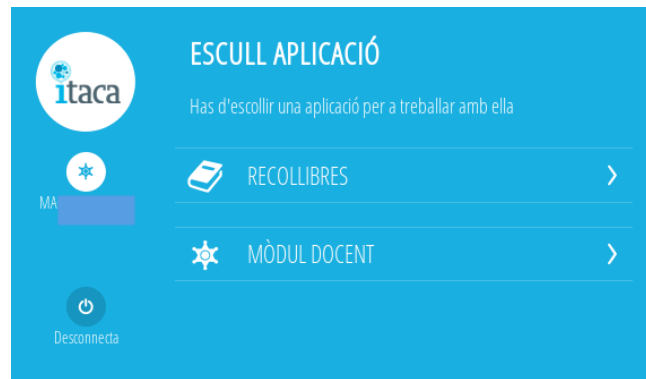 itaca
ESCULL APLICACIÓ
Has d'escollir una aplicació per a treballar amb ella
RECOLLIBRES
MA
MÒDUL DOCENT
Desconnecta